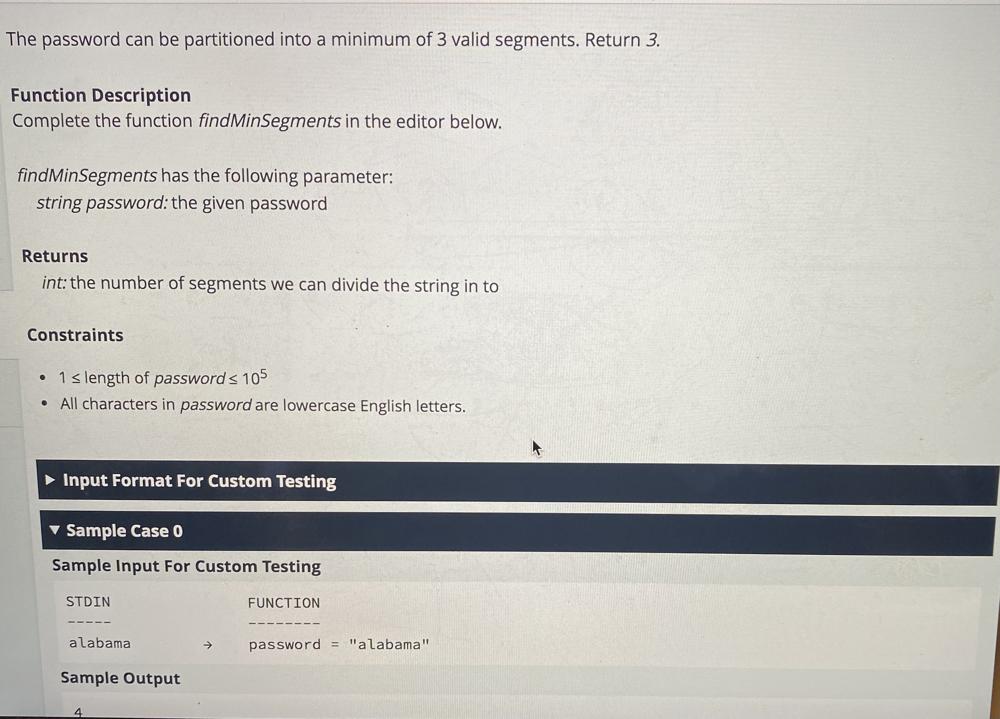 The password can be partitioned into a minimum of 3 valid segments. Return 3.
Function Description
Complete the function findMinSegments in the editor below.
findMinSegments has the following parameter:
string password: the given password
Returns
int: the number of segments we can divide the string in to
Constraints
• 1 ≤ length of password ≤ 10⁵
• All characters in password are lowercase English letters.
▶ Input Format For Custom Testing
▼ Sample Case 0
Sample Input For Custom Testing
STDIN FUNCTION
----- --------
alabama → password = "alabama"
Sample Output
4